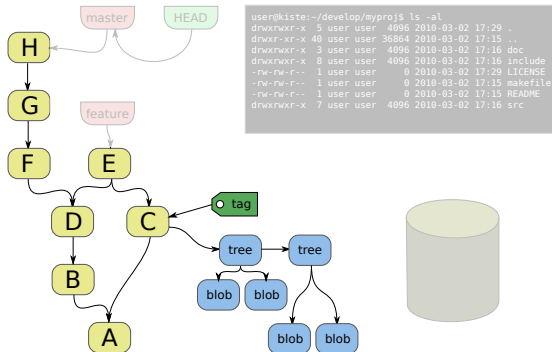 master
HEAD
user@kiste:~/develop/myproj$ ls -al
drwxrwxr-x  5 user user  4096 2010-03-02 17:29 .
drwxr-xr-x 40 user user 36864 2010-03-02 17:15 ..
drwxrwxr-x  3 user user  4096 2010-03-02 17:16 doc
drwxrwxr-x  8 user user  4096 2010-03-02 17:16 include
-rw-rw-r--  1 user user     0 2010-03-02 17:29 LICENSE
-rw-rw-r--  1 user user     0 2010-03-02 17:15 makefile
-rw-rw-r--  1 user user     0 2010-03-02 17:15 README
drwxrwxr-x  7 user user  4096 2010-03-02 17:16 src
H
G
feature
F
E
tag
D
C
tree
tree
B
blob
blob
A
blob
blob